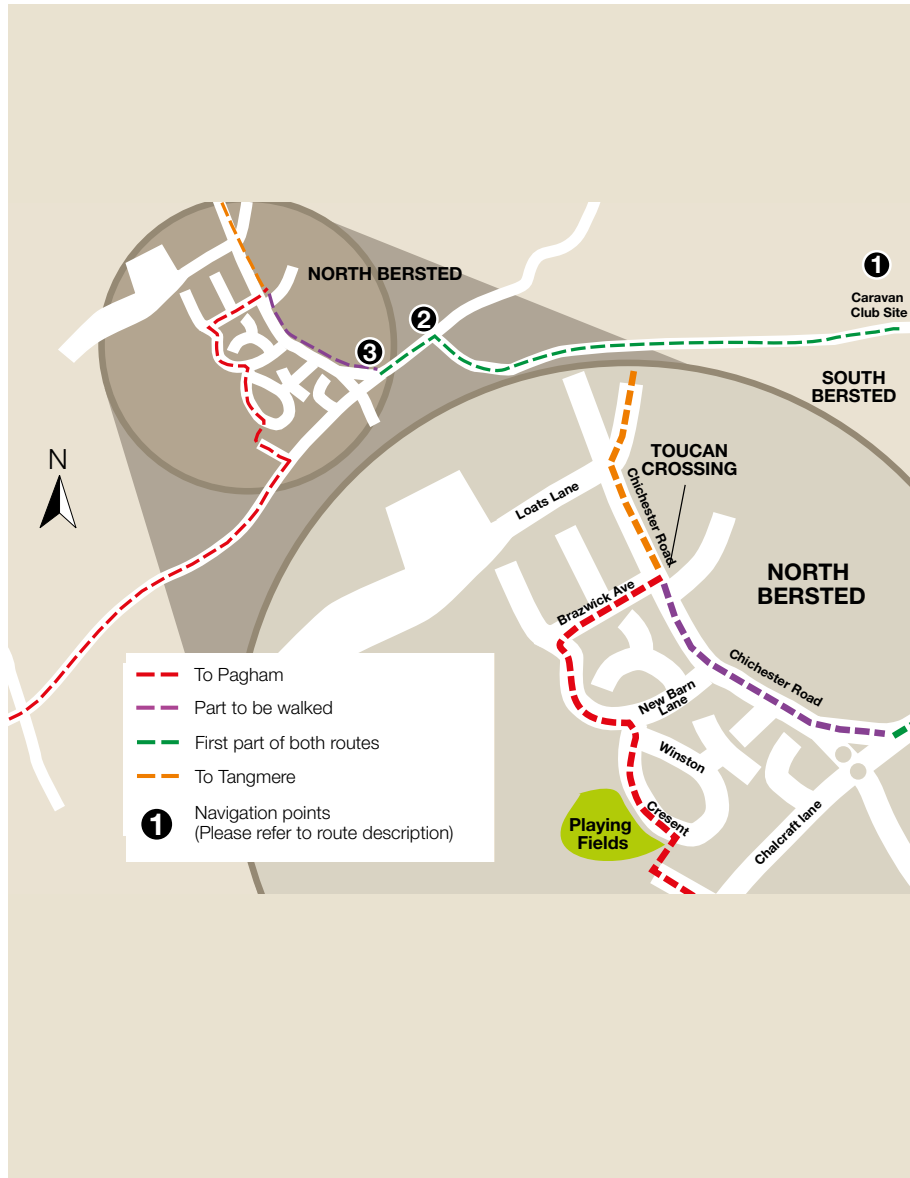 1
Caravan
Club Site
NORTH BERSTED
2
3
SOUTH
BERSTED
N
TOUCAN
CROSSING
Loats Lane
Chichester Road
NORTH
BERSTED
Brazwick Ave
Chichester Road
New Barn
Lane
Winston
Cresent
Playing
Fields
Chalcraft lane
To Pagham
Part to be walked
First part of both routes
To Tangmere
1
Navigation points
(Please refer to route description)